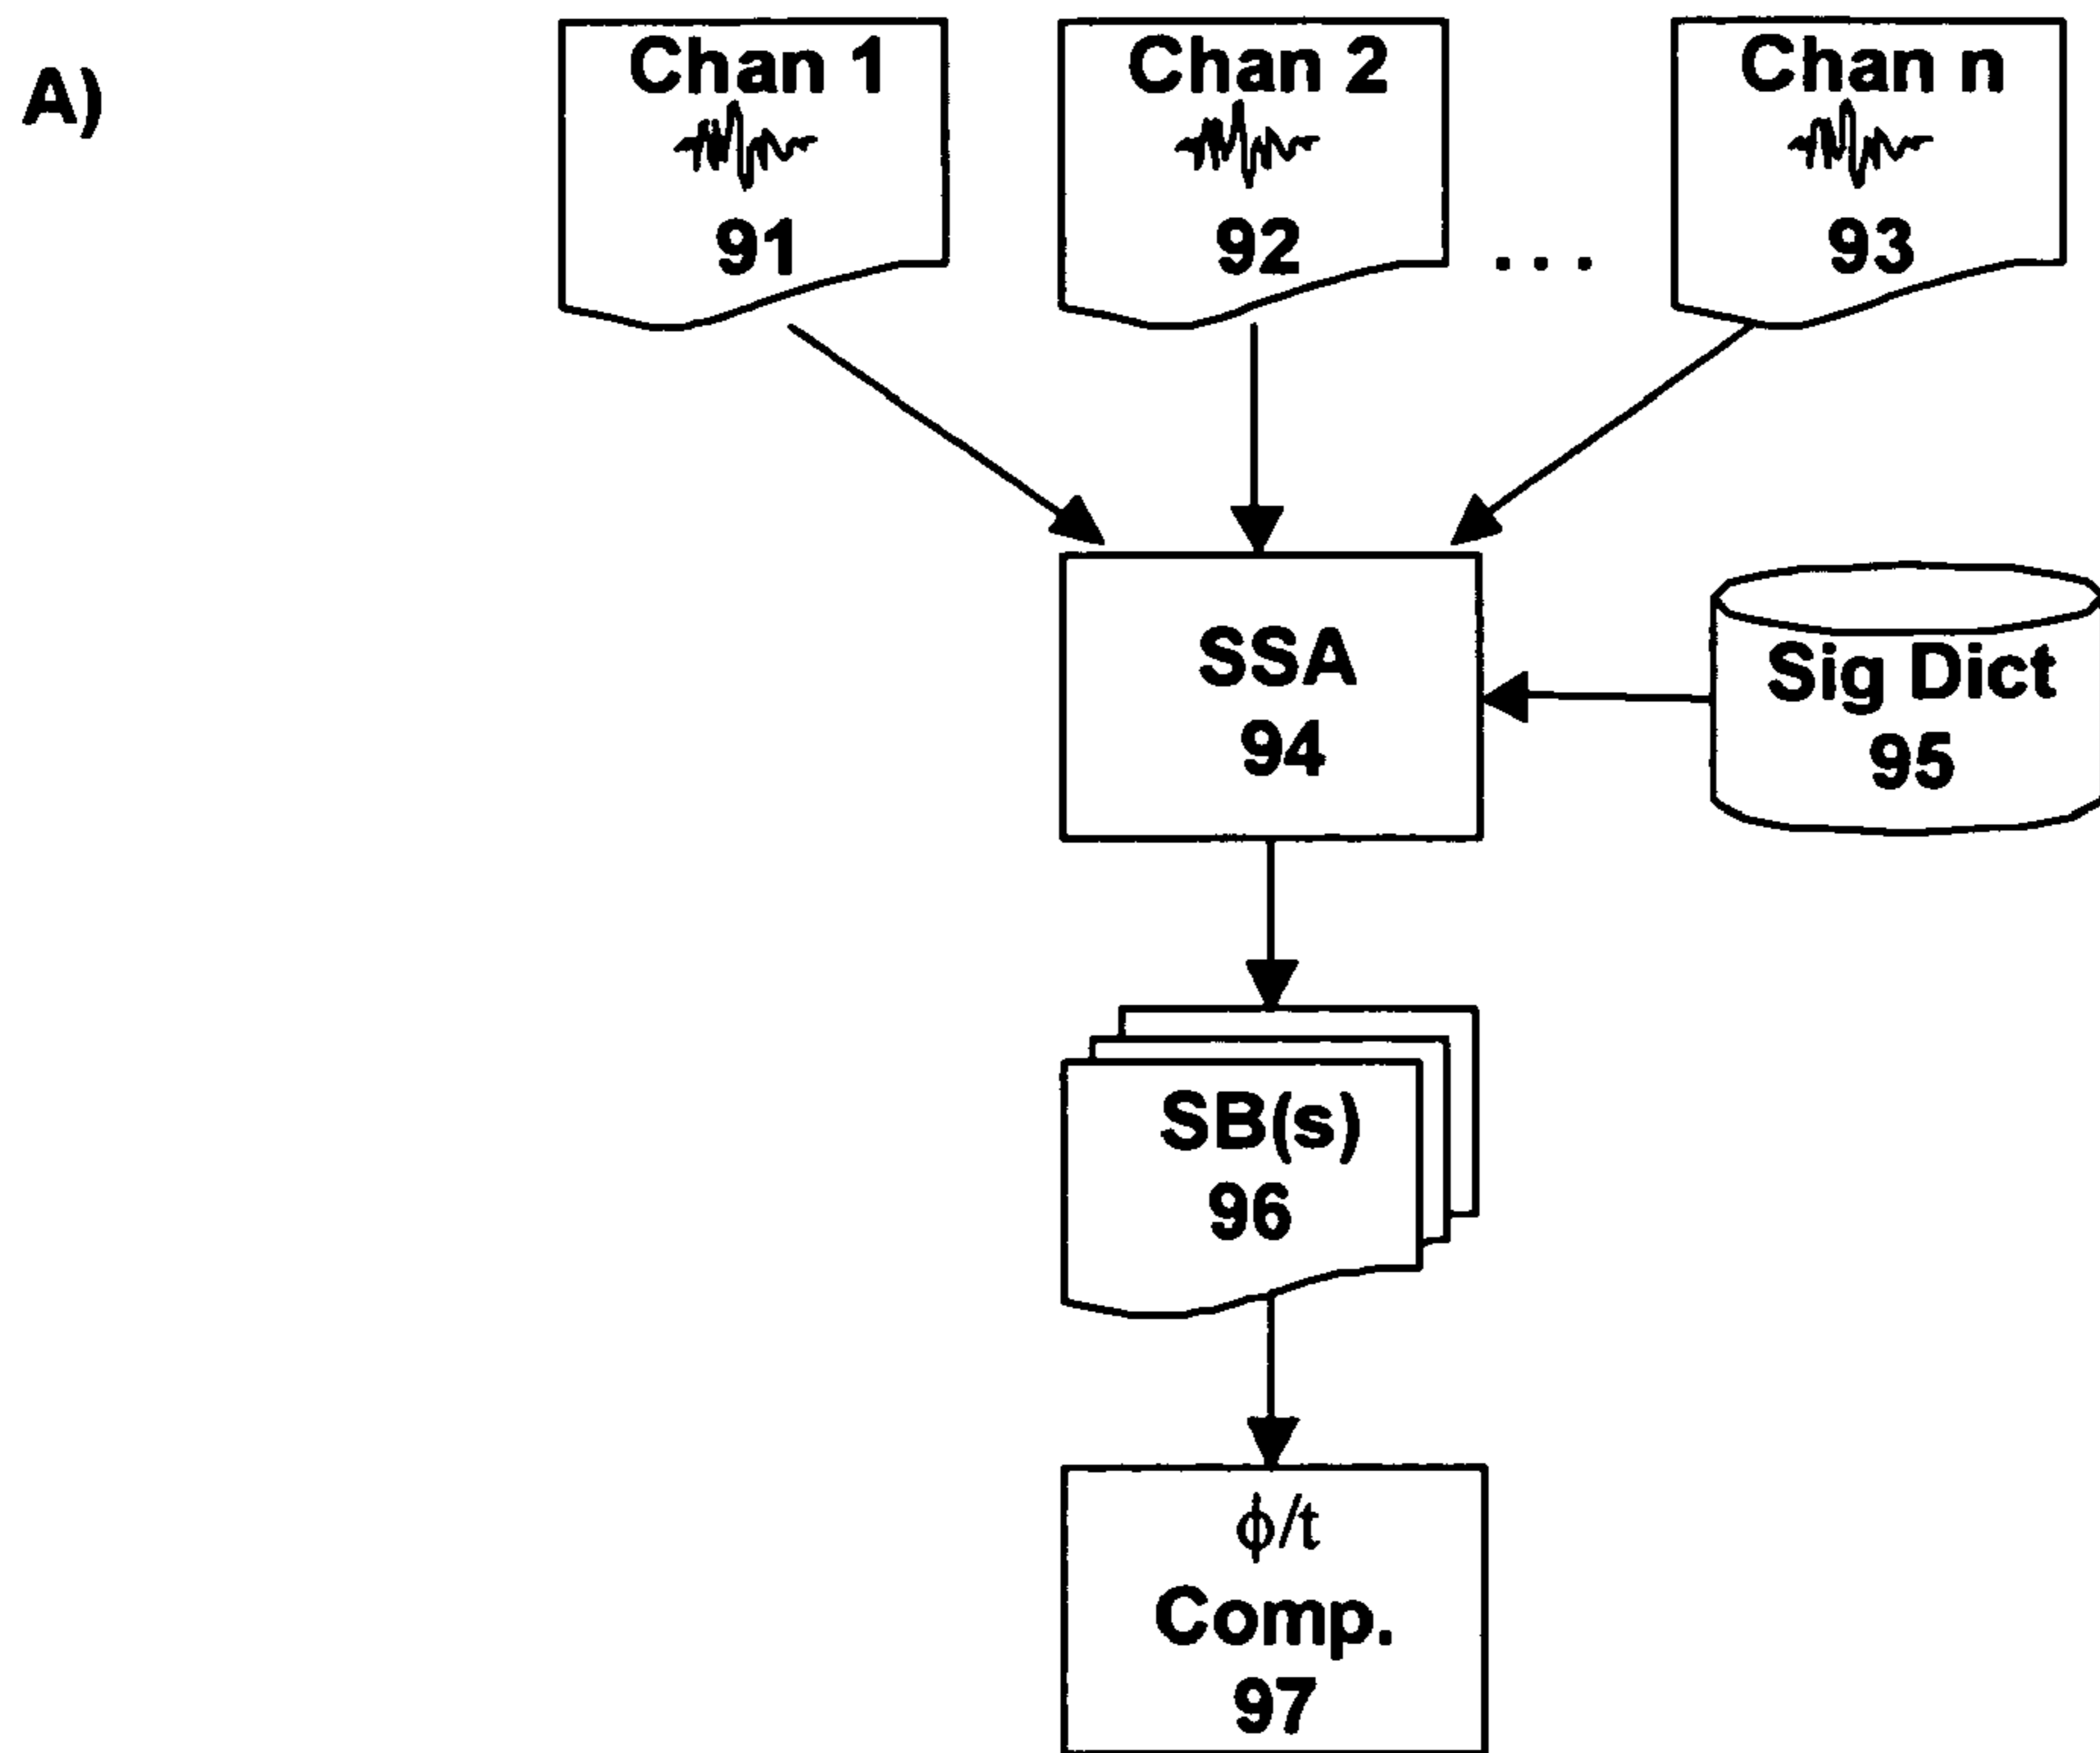 A)
Chan 1
91
Chan 2
92
. . .
Chan n
93
SSA
94
Sig Dict
95
SB(s)
96
ϕ/t
Comp.
97